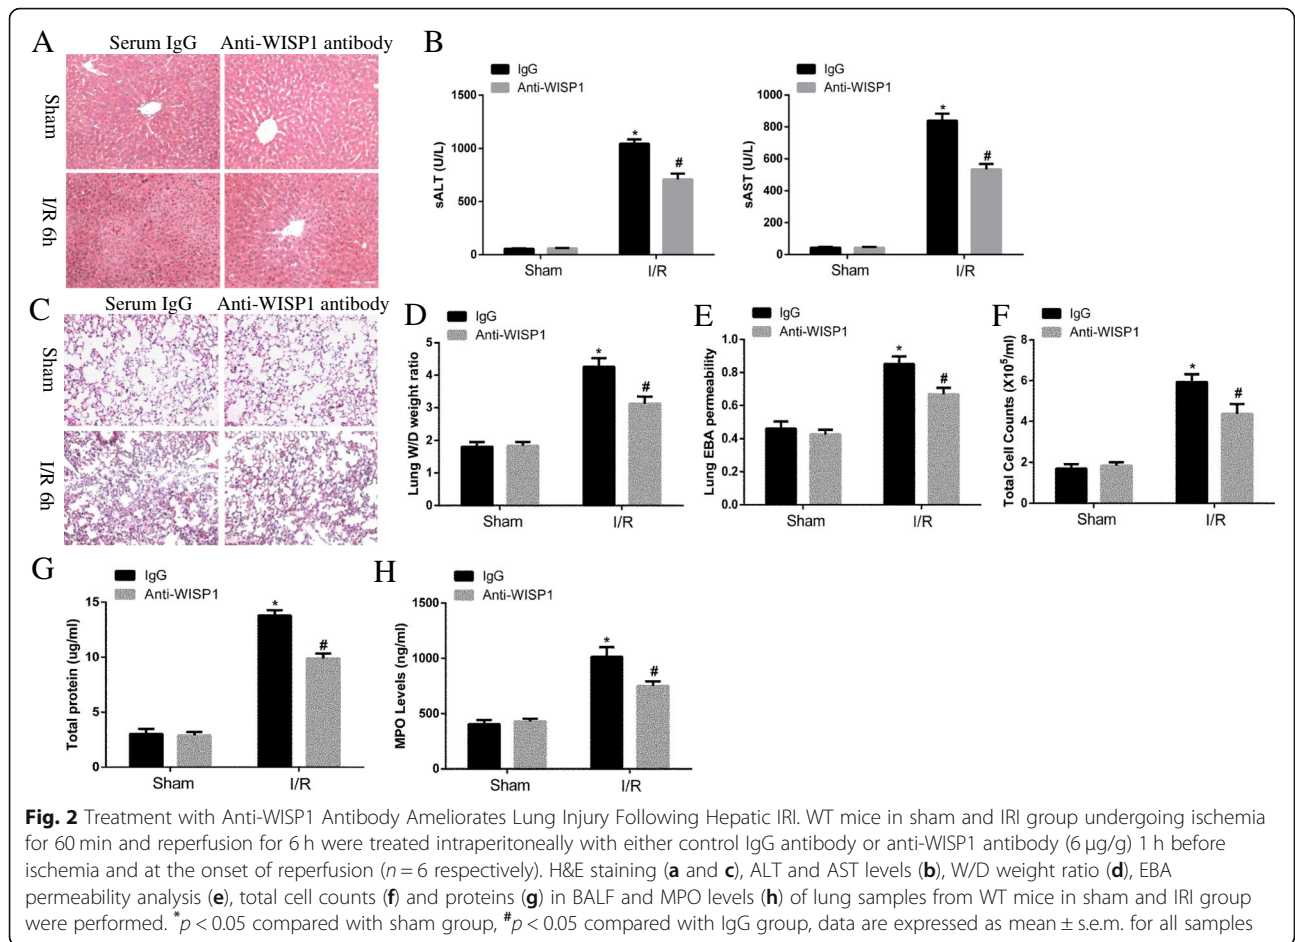 A
Serum IgG
Anti-WISP1 antibody
Sham
I/R 6h
B
IgG
Anti-WISP1
1500
1000
500
0
sALT (U/L)
*
#
Sham
I/R
IgG
Anti-WISP1
1000
800
600
400
200
0
sAST (U/L)
*
#
Sham
I/R
C
Serum IgG
Anti-WISP1 antibody
Sham
I/R 6h
D
IgG
Anti-WISP1
5
4
3
2
1
0
Lung W/D weight ratio
*
#
Sham
I/R
E
IgG
Anti-WISP1
1.0
0.8
0.6
0.4
0.2
0.0
Lung EBA permeability
*
#
Sham
I/R
F
IgG
Anti-WISP1
8
6
4
2
0
Total Cell Counts (X10⁵/ml)
*
#
Sham
I/R
G
IgG
Anti-WISP1
15
10
5
0
Total protein (ug/ml)
*
#
Sham
I/R
H
IgG
Anti-WISP1
1500
1000
500
0
MPO Levels (ng/ml)
*
#
Sham
I/R
Fig. 2 Treatment with Anti-WISP1 Antibody Ameliorates Lung Injury Following Hepatic IRI. WT mice in sham and IRI group undergoing ischemia
for 60 min and reperfusion for 6 h were treated intraperitoneally with either control IgG antibody or anti-WISP1 antibody (6 μg/g) 1 h before
ischemia and at the onset of reperfusion (n = 6 respectively). H&E staining (a and c), ALT and AST levels (b), W/D weight ratio (d), EBA
permeability analysis (e), total cell counts (f) and proteins (g) in BALF and MPO levels (h) of lung samples from WT mice in sham and IRI group
were performed. *p < 0.05 compared with sham group, #p < 0.05 compared with IgG group, data are expressed as mean ± s.e.m. for all samples